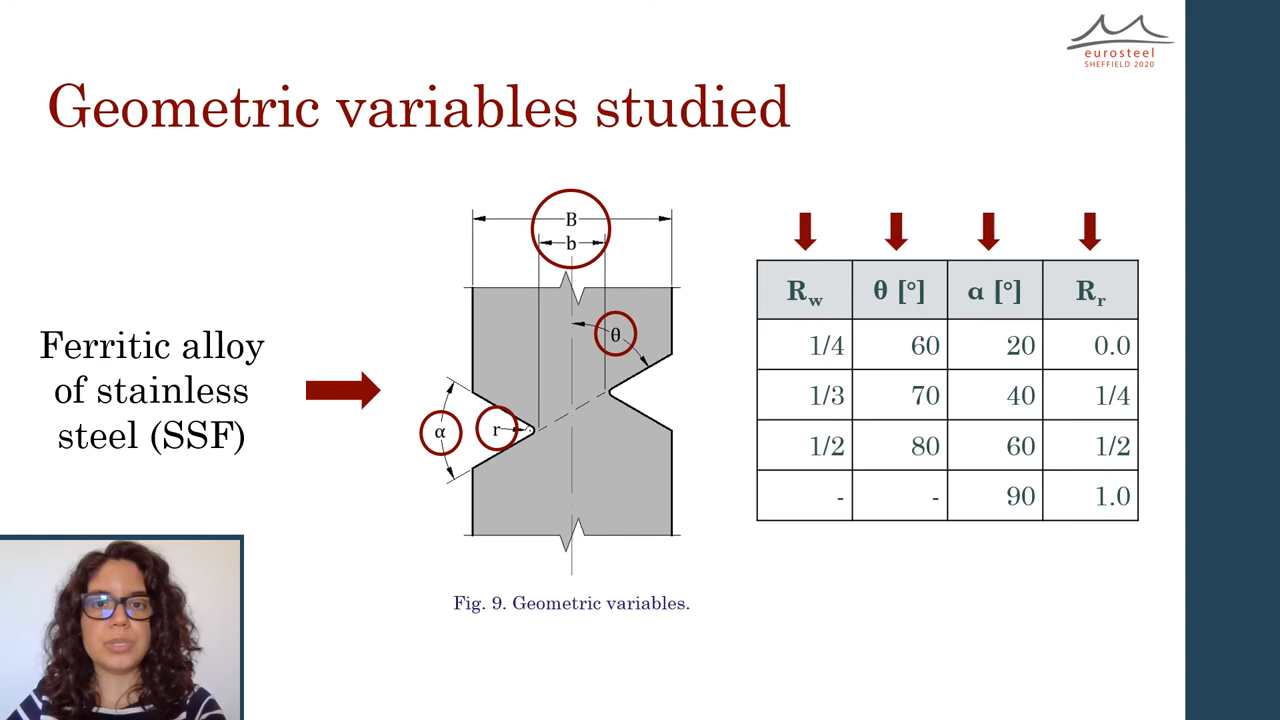 eurosteel
SHEFFIELD 2020
Geometric variables studied
Ferritic alloy
of stainless
steel (SSF)
B
b
θ
α
r
Fig. 9. Geometric variables.
Rw θ [°] α [°] Rr
1/4 60 20 0.0
1/3 70 40 1/4
1/2 80 60 1/2
- - 90 1.0